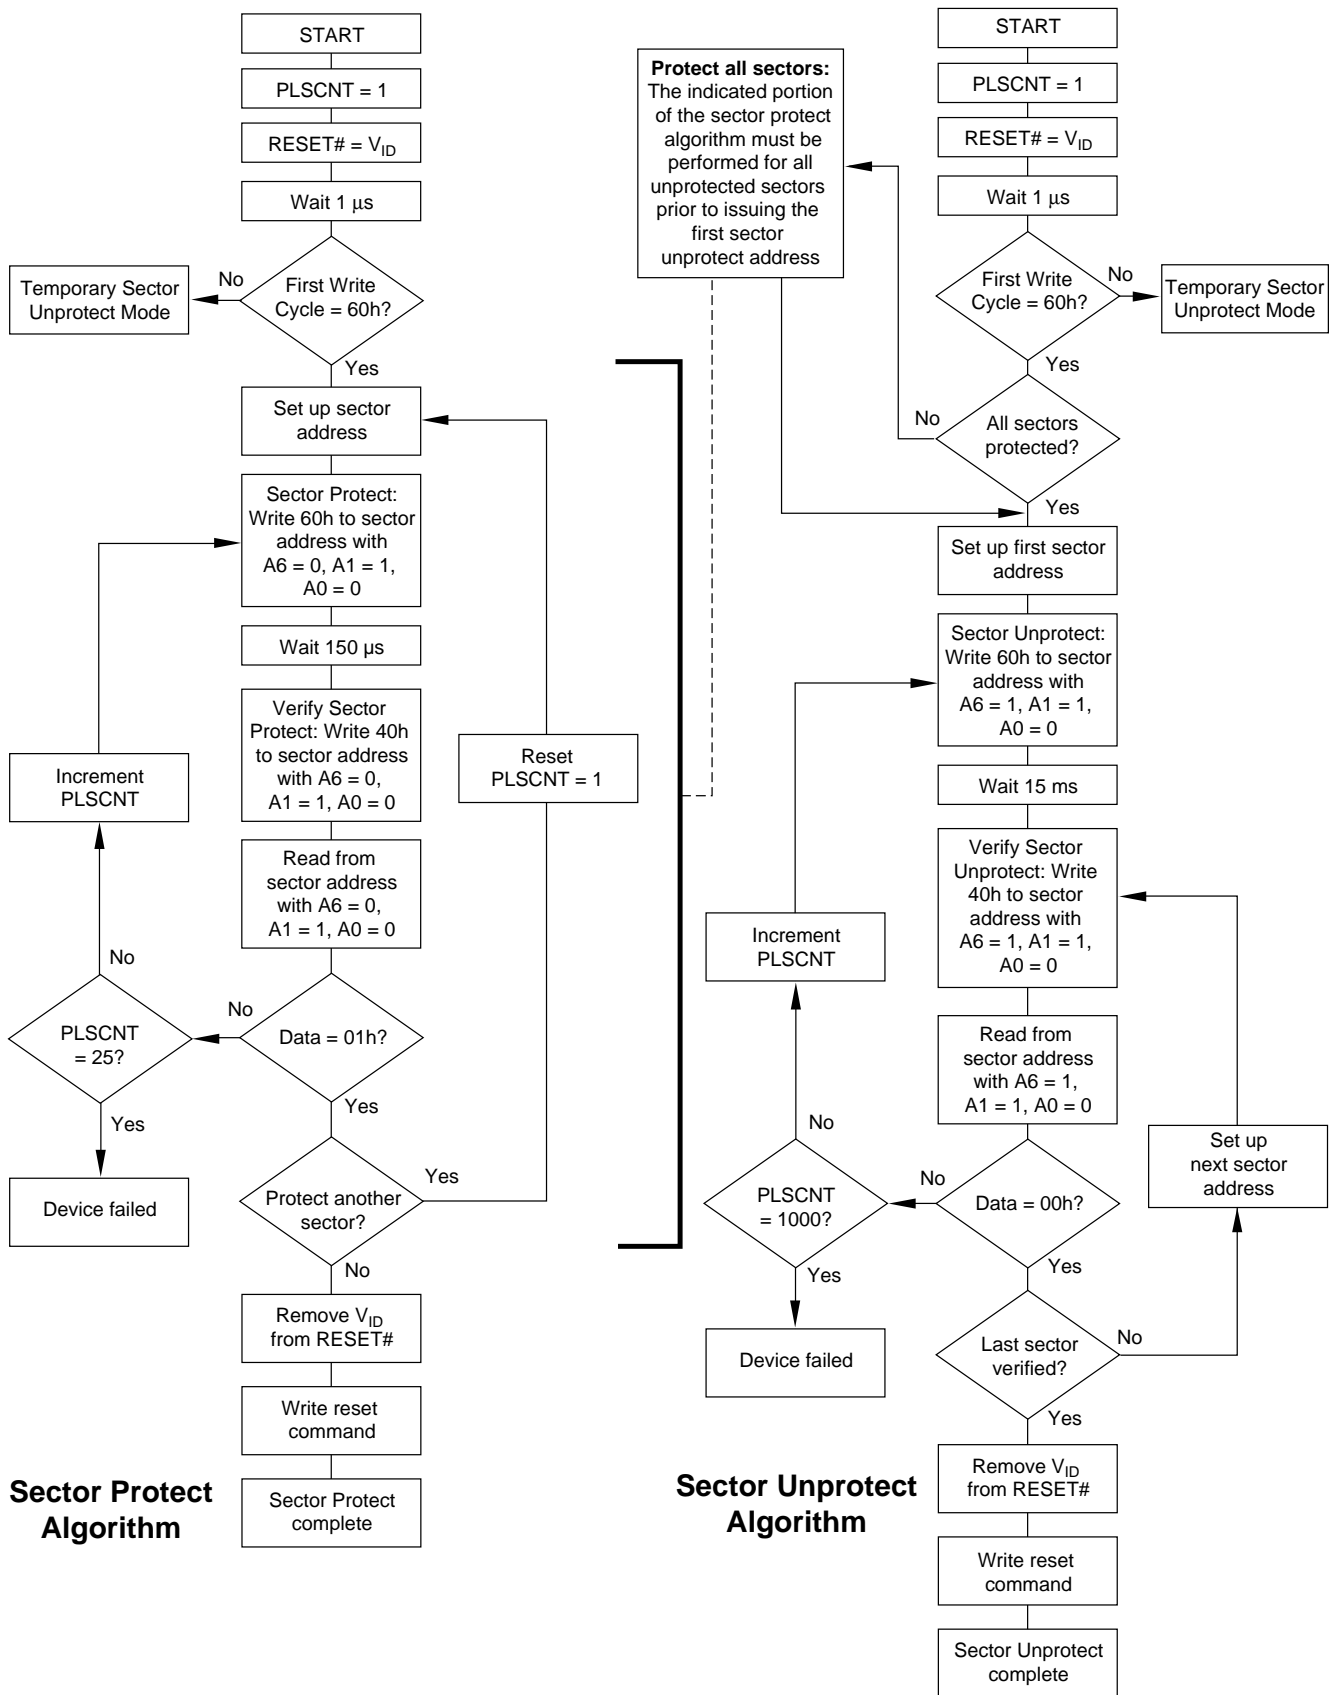 START
PLSCNT = 1
RESET# = VID
Wait 1 μs
First Write
Cycle = 60h?
No
Temporary Sector
Unprotect Mode
Yes
Set up sector
address
Sector Protect:
Write 60h to sector
address with
A6 = 0, A1 = 1,
A0 = 0
Wait 150 µs
Verify Sector
Protect: Write 40h
to sector address
with A6 = 0,
A1 = 1, A0 = 0
Reset
PLSCNT = 1
Increment
PLSCNT
Read from
sector address
with A6 = 0,
A1 = 1, A0 = 0
No
No
Data = 01h?
PLSCNT
= 25?
Yes
Yes
Device failed
Protect another
sector?
Yes
No
Remove VID
from RESET#
Write reset
command
Sector Protect
complete
Sector Protect
Algorithm
Protect all sectors:
The indicated portion
of the sector protect
algorithm must be
performed for all
unprotected sectors
prior to issuing the
first sector
unprotect address
START
PLSCNT = 1
RESET# = VID
Wait 1 μs
First Write
Cycle = 60h?
No
Temporary Sector
Unprotect Mode
Yes
No
All sectors
protected?
Yes
Set up first sector
address
Sector Unprotect:
Write 60h to sector
address with
A6 = 1, A1 = 1,
A0 = 0
Wait 15 ms
Verify Sector
Unprotect: Write
40h to sector
address with
A6 = 1, A1 = 1,
A0 = 0
Increment
PLSCNT
Read from
sector address
with A6 = 1,
A1 = 1, A0 = 0
No
Set up
next sector
address
No
Data = 00h?
PLSCNT
= 1000?
Yes
Yes
Device failed
Last sector
verified?
No
Yes
Remove VID
from RESET#
Write reset
command
Sector Unprotect
complete
Sector Unprotect
Algorithm